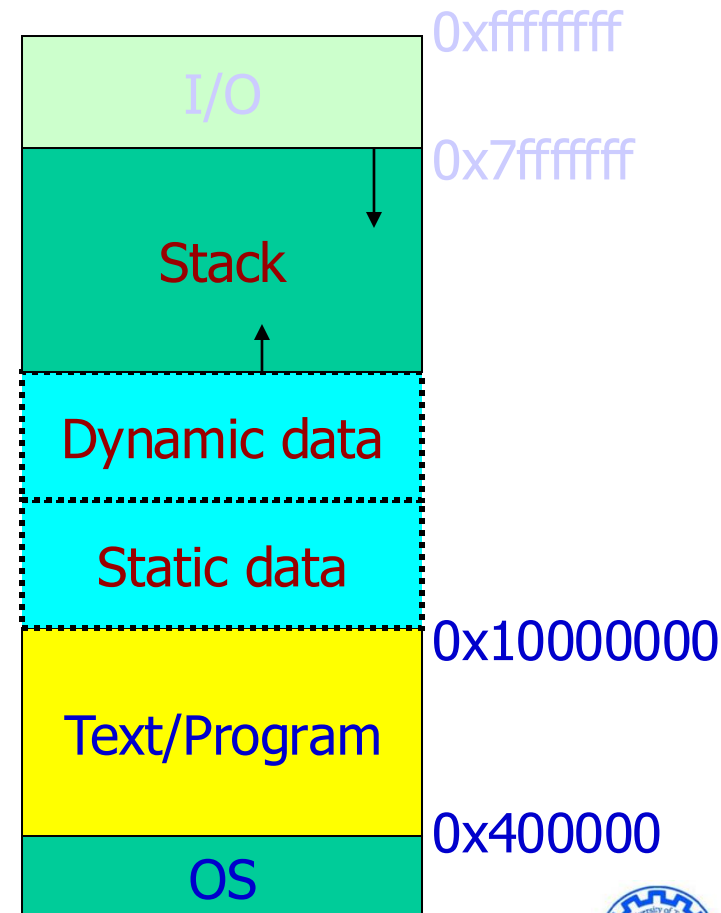 0xffffffff
I/O
0x7fffffff
Stack
Dynamic data
Static data
0x10000000
Text/Program
0x400000
OS